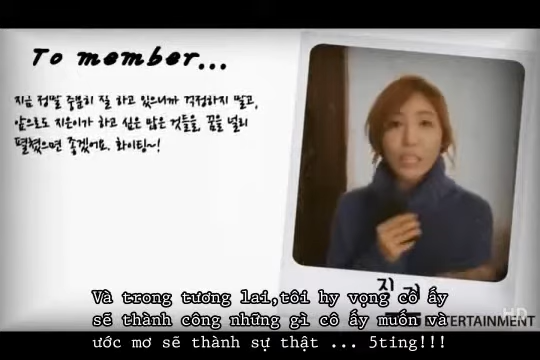 To member...
지금 정말 충분히 잘 하고 있으니까 걱정하지 말고,
앞으로도 지은이가 하고 싶은 많은 것들을, 꿈을 널리
펼쳤으면 좋겠어요. 화이팅~!
Và trong tương lai,tôi hy vọng cô ấy
sẽ thành công những gì cô ấy muốn và
ước mơ sẽ thành sự thật ... 5ting!!!
HD
ENTERTAINMENT